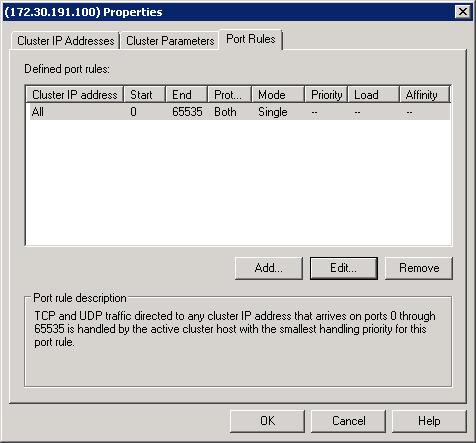 (172.30.191.100) Properties
Cluster IP Addresses Cluster Parameters Port Rules
Defined port rules:
Cluster IP address Start End Prot... Mode Priority Load Affinity
All 0 65535 Both Single -- -- --
Add... Edit... Remove
Port rule description
TCP and UDP traffic directed to any cluster IP address that arrives on ports 0 through
65535 is handled by the active cluster host with the smallest handling priority for this
port rule.
OK Cancel Help